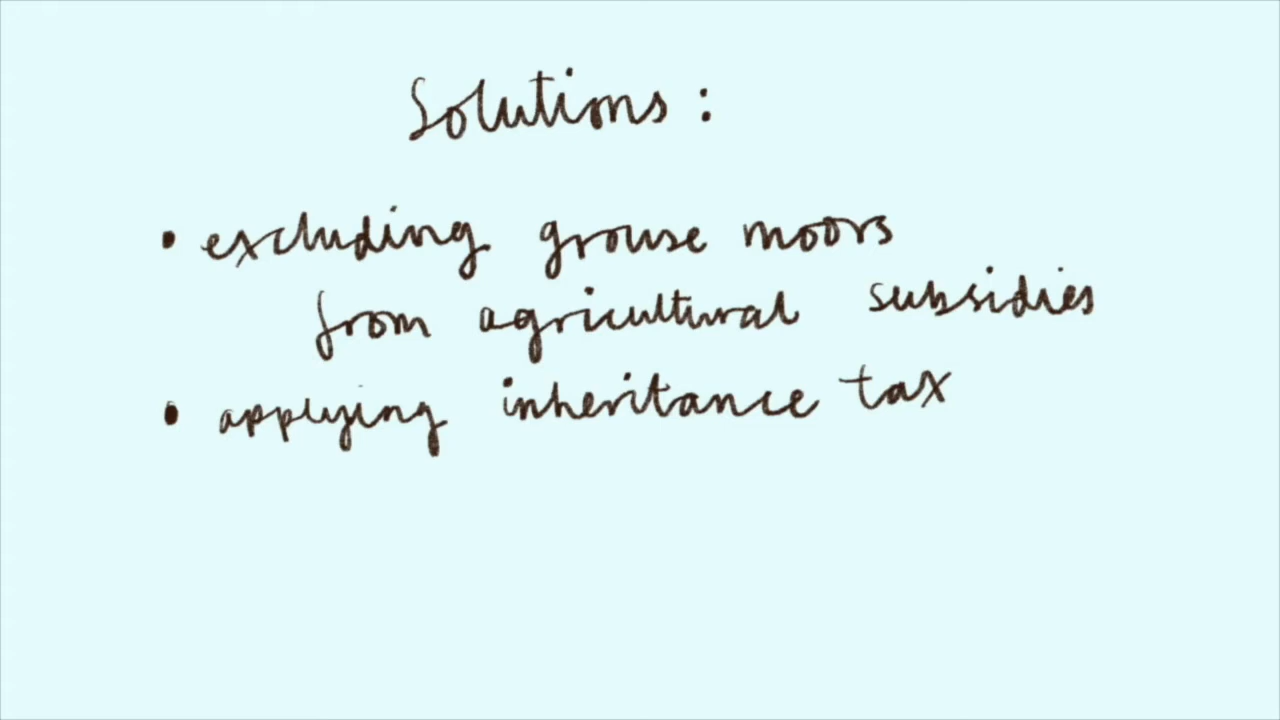 Solutions :
• excluding grouse moors
from agricultural subsidies
• applying inheritance tax